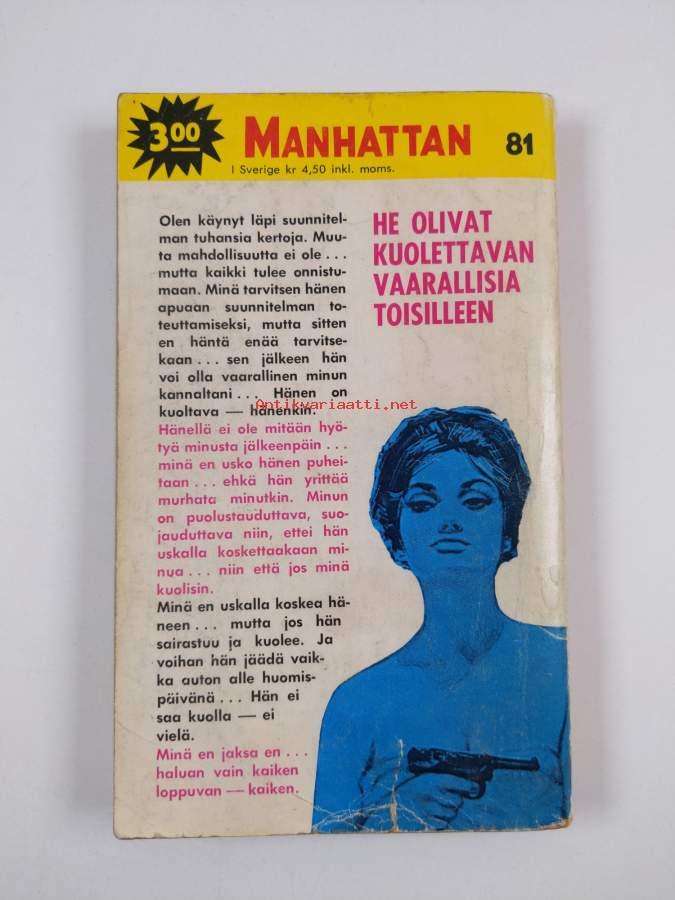 3.00
MANHATTAN
81
I Sverige kr 4,50 inkl. moms.
Olen käynyt läpi suunnitel-
man tuhansia kertoja. Muu-
ta mahdollisuutta ei ole...
mutta kaikki tulee onnistu-
maan. Minä tarvitsen hänen
apuaan suunnitelman to-
teuttamiseksi, mutta sitten
en häntä enää tarvitse-
kaan... sen jälkeen hän
voi olla vaarallinen minun
kannaltani... Hänen on
kuoltava — hänenkin.
Hänellä ei ole mitään hyö-
tyä minusta jälkeenpäin...
minä en usko hänen puhei-
taan... ehkä hän yrittää
murhata minutkin. Minun
on puolustauduttava, suo-
jauduttava niin, ettei hän
uskalla koskettaakaan mi-
nua... niin että jos minä
kuolisin.
Minä en uskalla koskea hä-
neen... mutta jos hän
sairastuu ja kuolee. Ja
voihan hän jäädä vaik-
ka auton alle huomis-
päivänä... Hän ei
saa kuolla — ei
vielä.
Minä en jaksa en...
haluan vain kaiken
loppuvan — kaiken.
HE OLIVAT
KUOLETTAVAN
VAARALLISIA
TOISILLEEN
Antikvariaatti.net